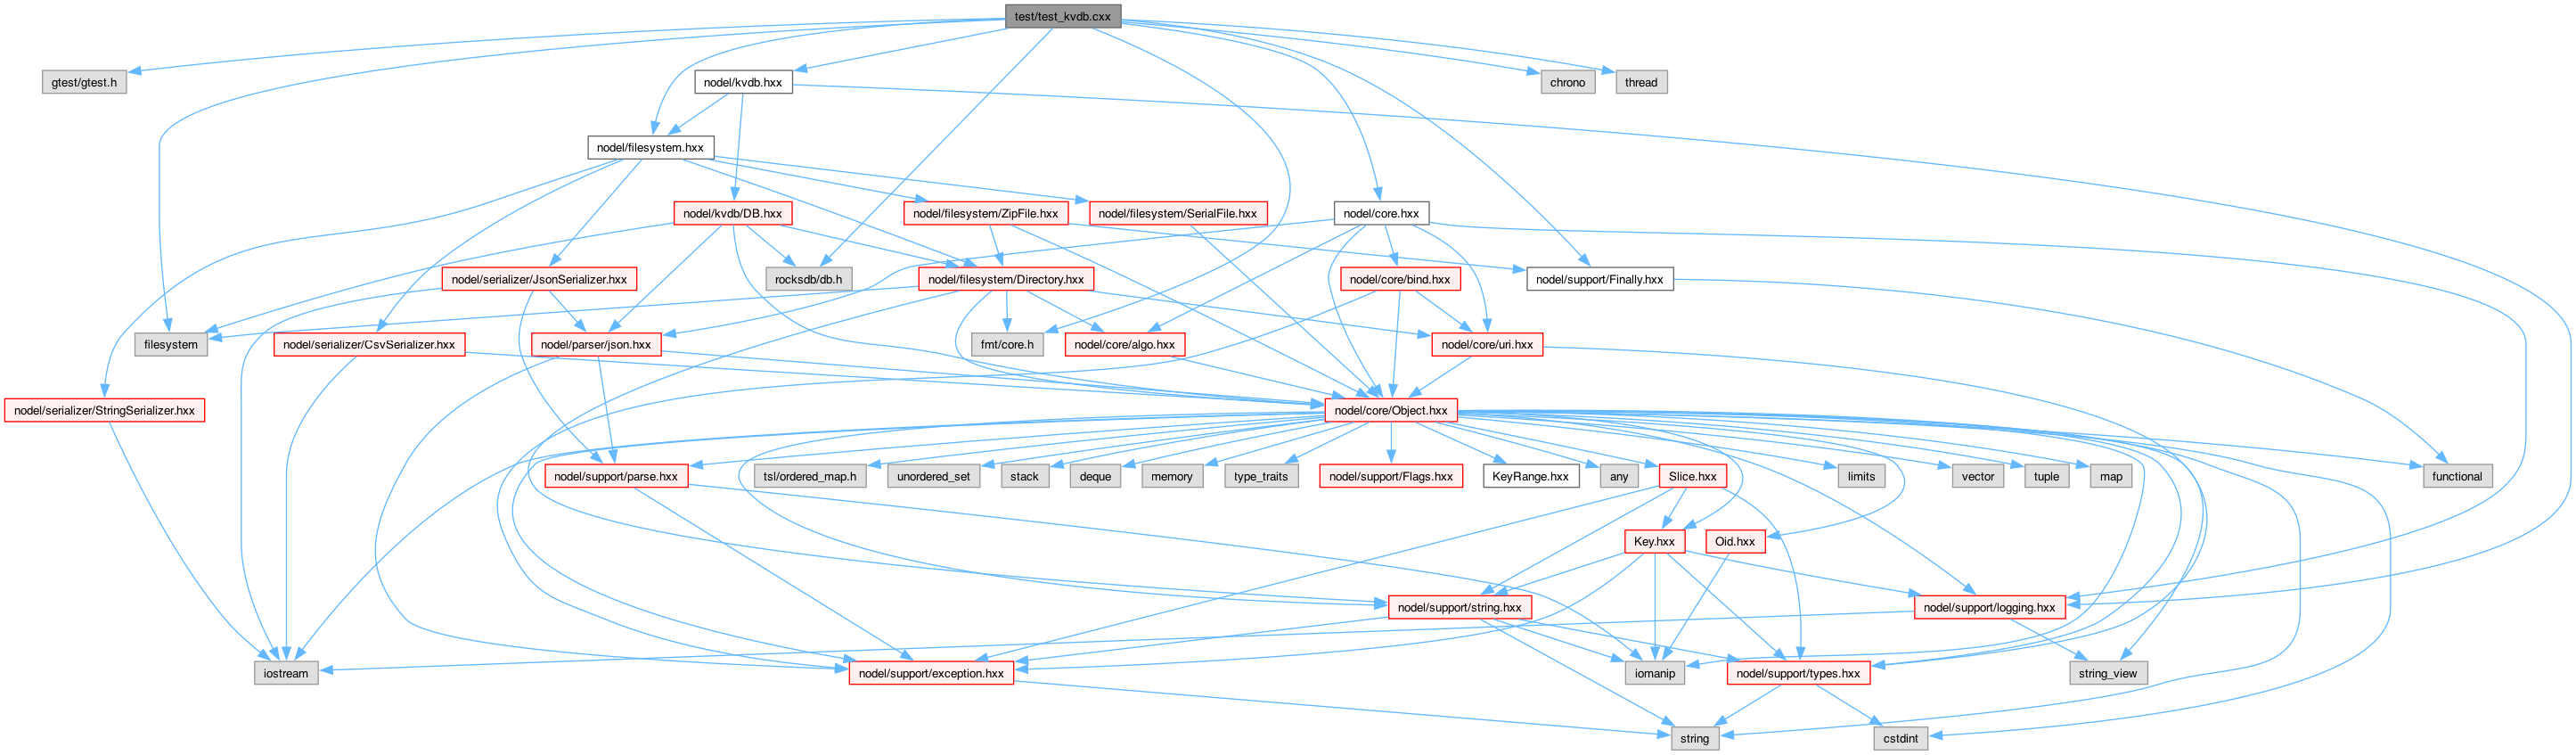 test/test_kvdb.cxx
gtest/gtest.h
nodel/kvdb.hxx
chrono
thread
nodel/filesystem.hxx
nodel/kvdb/DB.hxx
nodel/filesystem/ZipFile.hxx
nodel/filesystem/SerialFile.hxx
nodel/core.hxx
nodel/serializer/JsonSerializer.hxx
rocksdb/db.h
nodel/filesystem/Directory.hxx
nodel/core/bind.hxx
nodel/support/Finally.hxx
filesystem
nodel/serializer/CsvSerializer.hxx
nodel/parser/json.hxx
fmt/core.h
nodel/core/algo.hxx
nodel/core/uri.hxx
nodel/serializer/StringSerializer.hxx
nodel/core/Object.hxx
nodel/support/parse.hxx
tsl/ordered_map.h
unordered_set
stack
deque
memory
type_traits
nodel/support/Flags.hxx
KeyRange.hxx
any
Slice.hxx
limits
vector
tuple
map
functional
Key.hxx
Oid.hxx
nodel/support/string.hxx
nodel/support/logging.hxx
iostream
nodel/support/exception.hxx
iomanip
nodel/support/types.hxx
string_view
string
cstdint